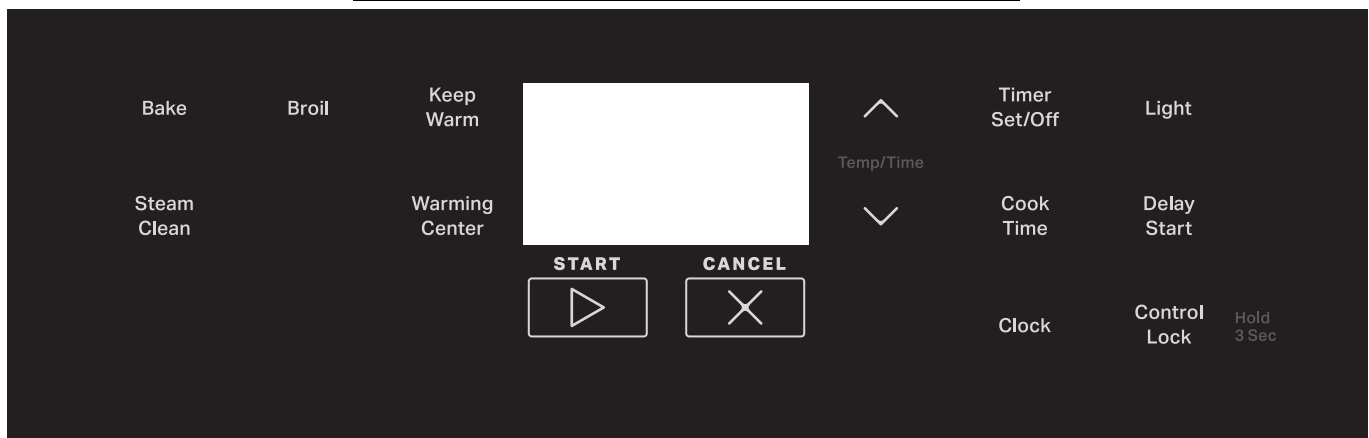 Bake
Broil
Keep
Warm
Temp/Time
Timer
Set/Off
Light
Steam
Clean
Warming
Center
Cook
Time
Delay
Start
START
CANCEL
Clock
Control
Lock
Hold
3 Sec